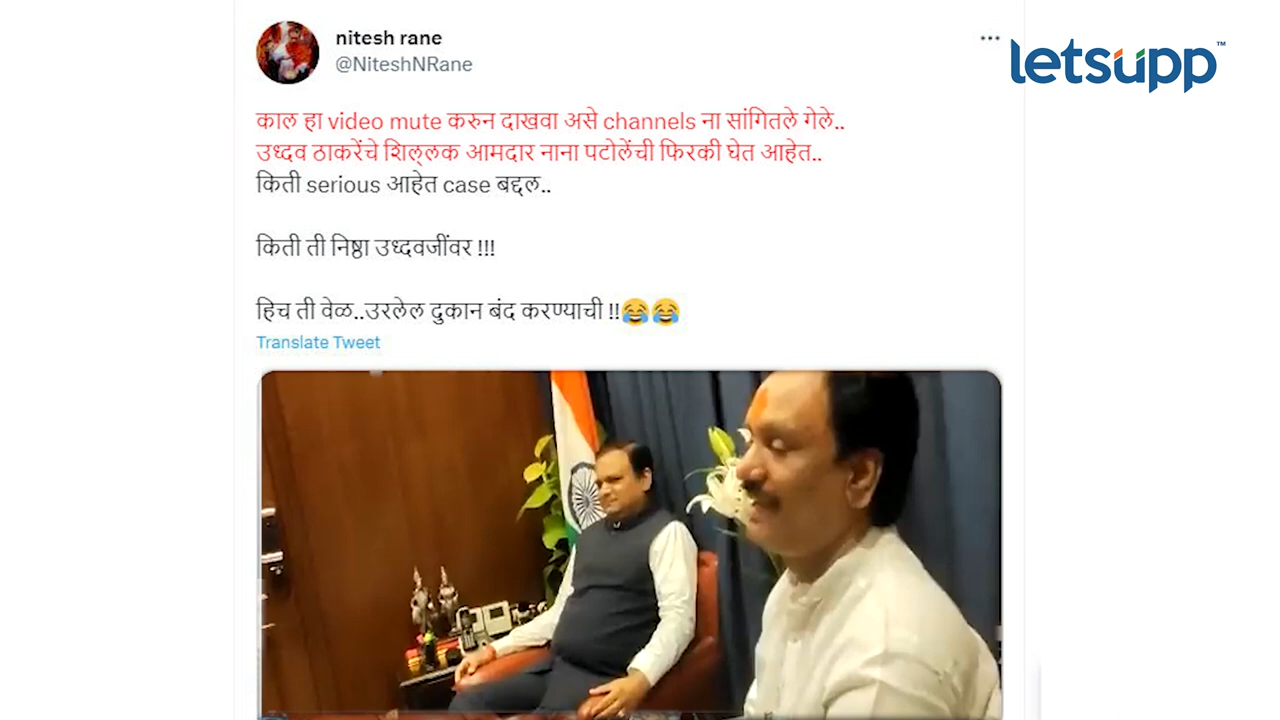 nitesh rane
@NiteshNRane
letsupp™
काल हा video mute करुन दाखवा असे channels ना सांगितले गेले..
उध्दव ठाकरेंचे शिल्लक आमदार नाना पटोलेंची फिरकी घेत आहेत..
किती serious आहेत case बद्दल..
किती ती निष्ठा उध्दवजींवर !!!
हिच ती वेळ..उरलेल दुकान बंद करण्याची !!😂😂
Translate Tweet